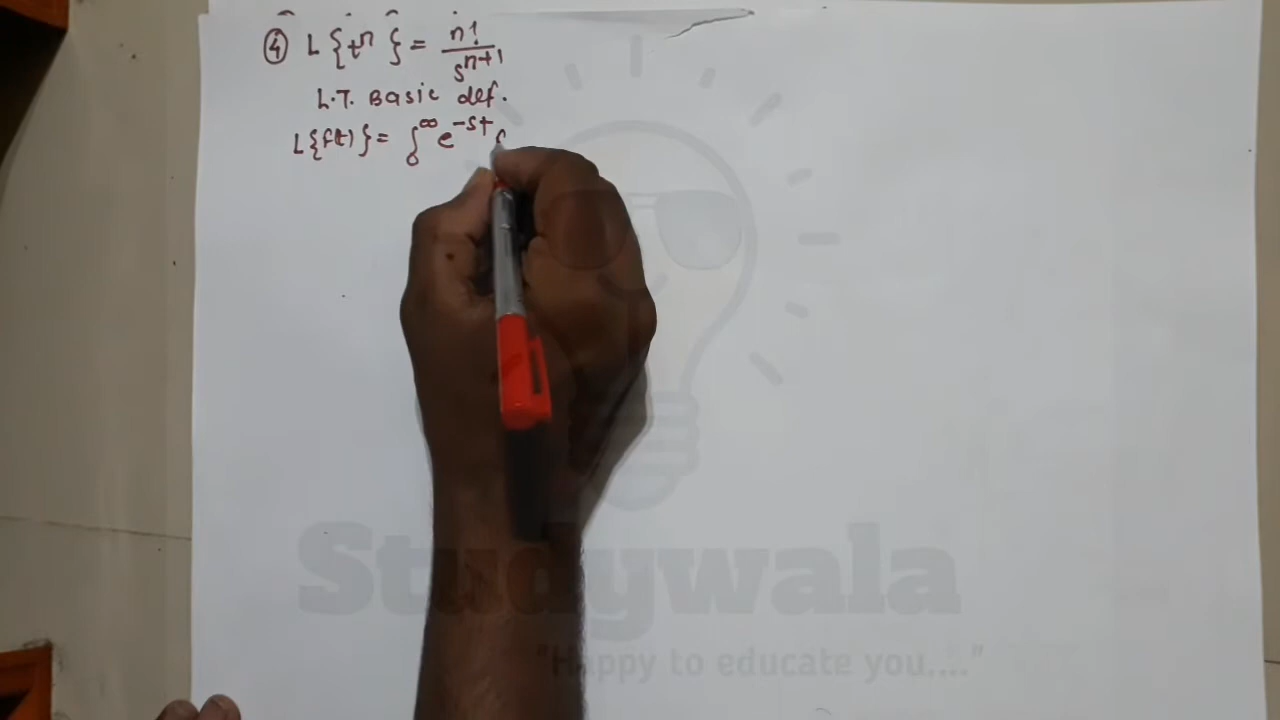 ④ L{tⁿ} = n!/sⁿ⁺¹
L.T. Basic def.
L{f(t)} = ∫₀^∞ e^-st
Studywala
"Happy to educate you...."